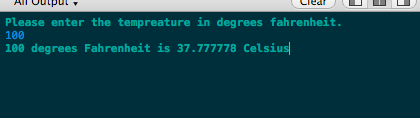 All Output
Clear
Please enter the tempreature in degrees fahrenheit.
100
100 degrees Fahrenheit is 37.777778 Celsius